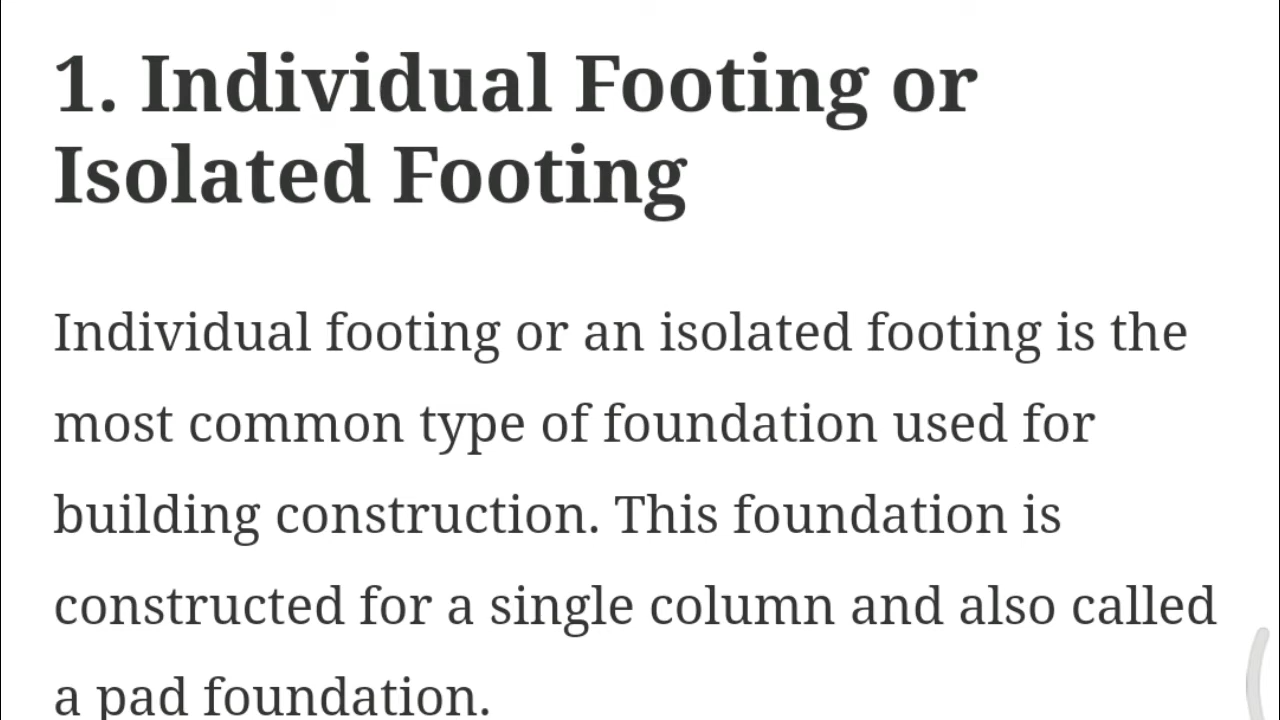 1. Individual Footing or
Isolated Footing
Individual footing or an isolated footing is the
most common type of foundation used for
building construction. This foundation is
constructed for a single column and also called
a pad foundation.